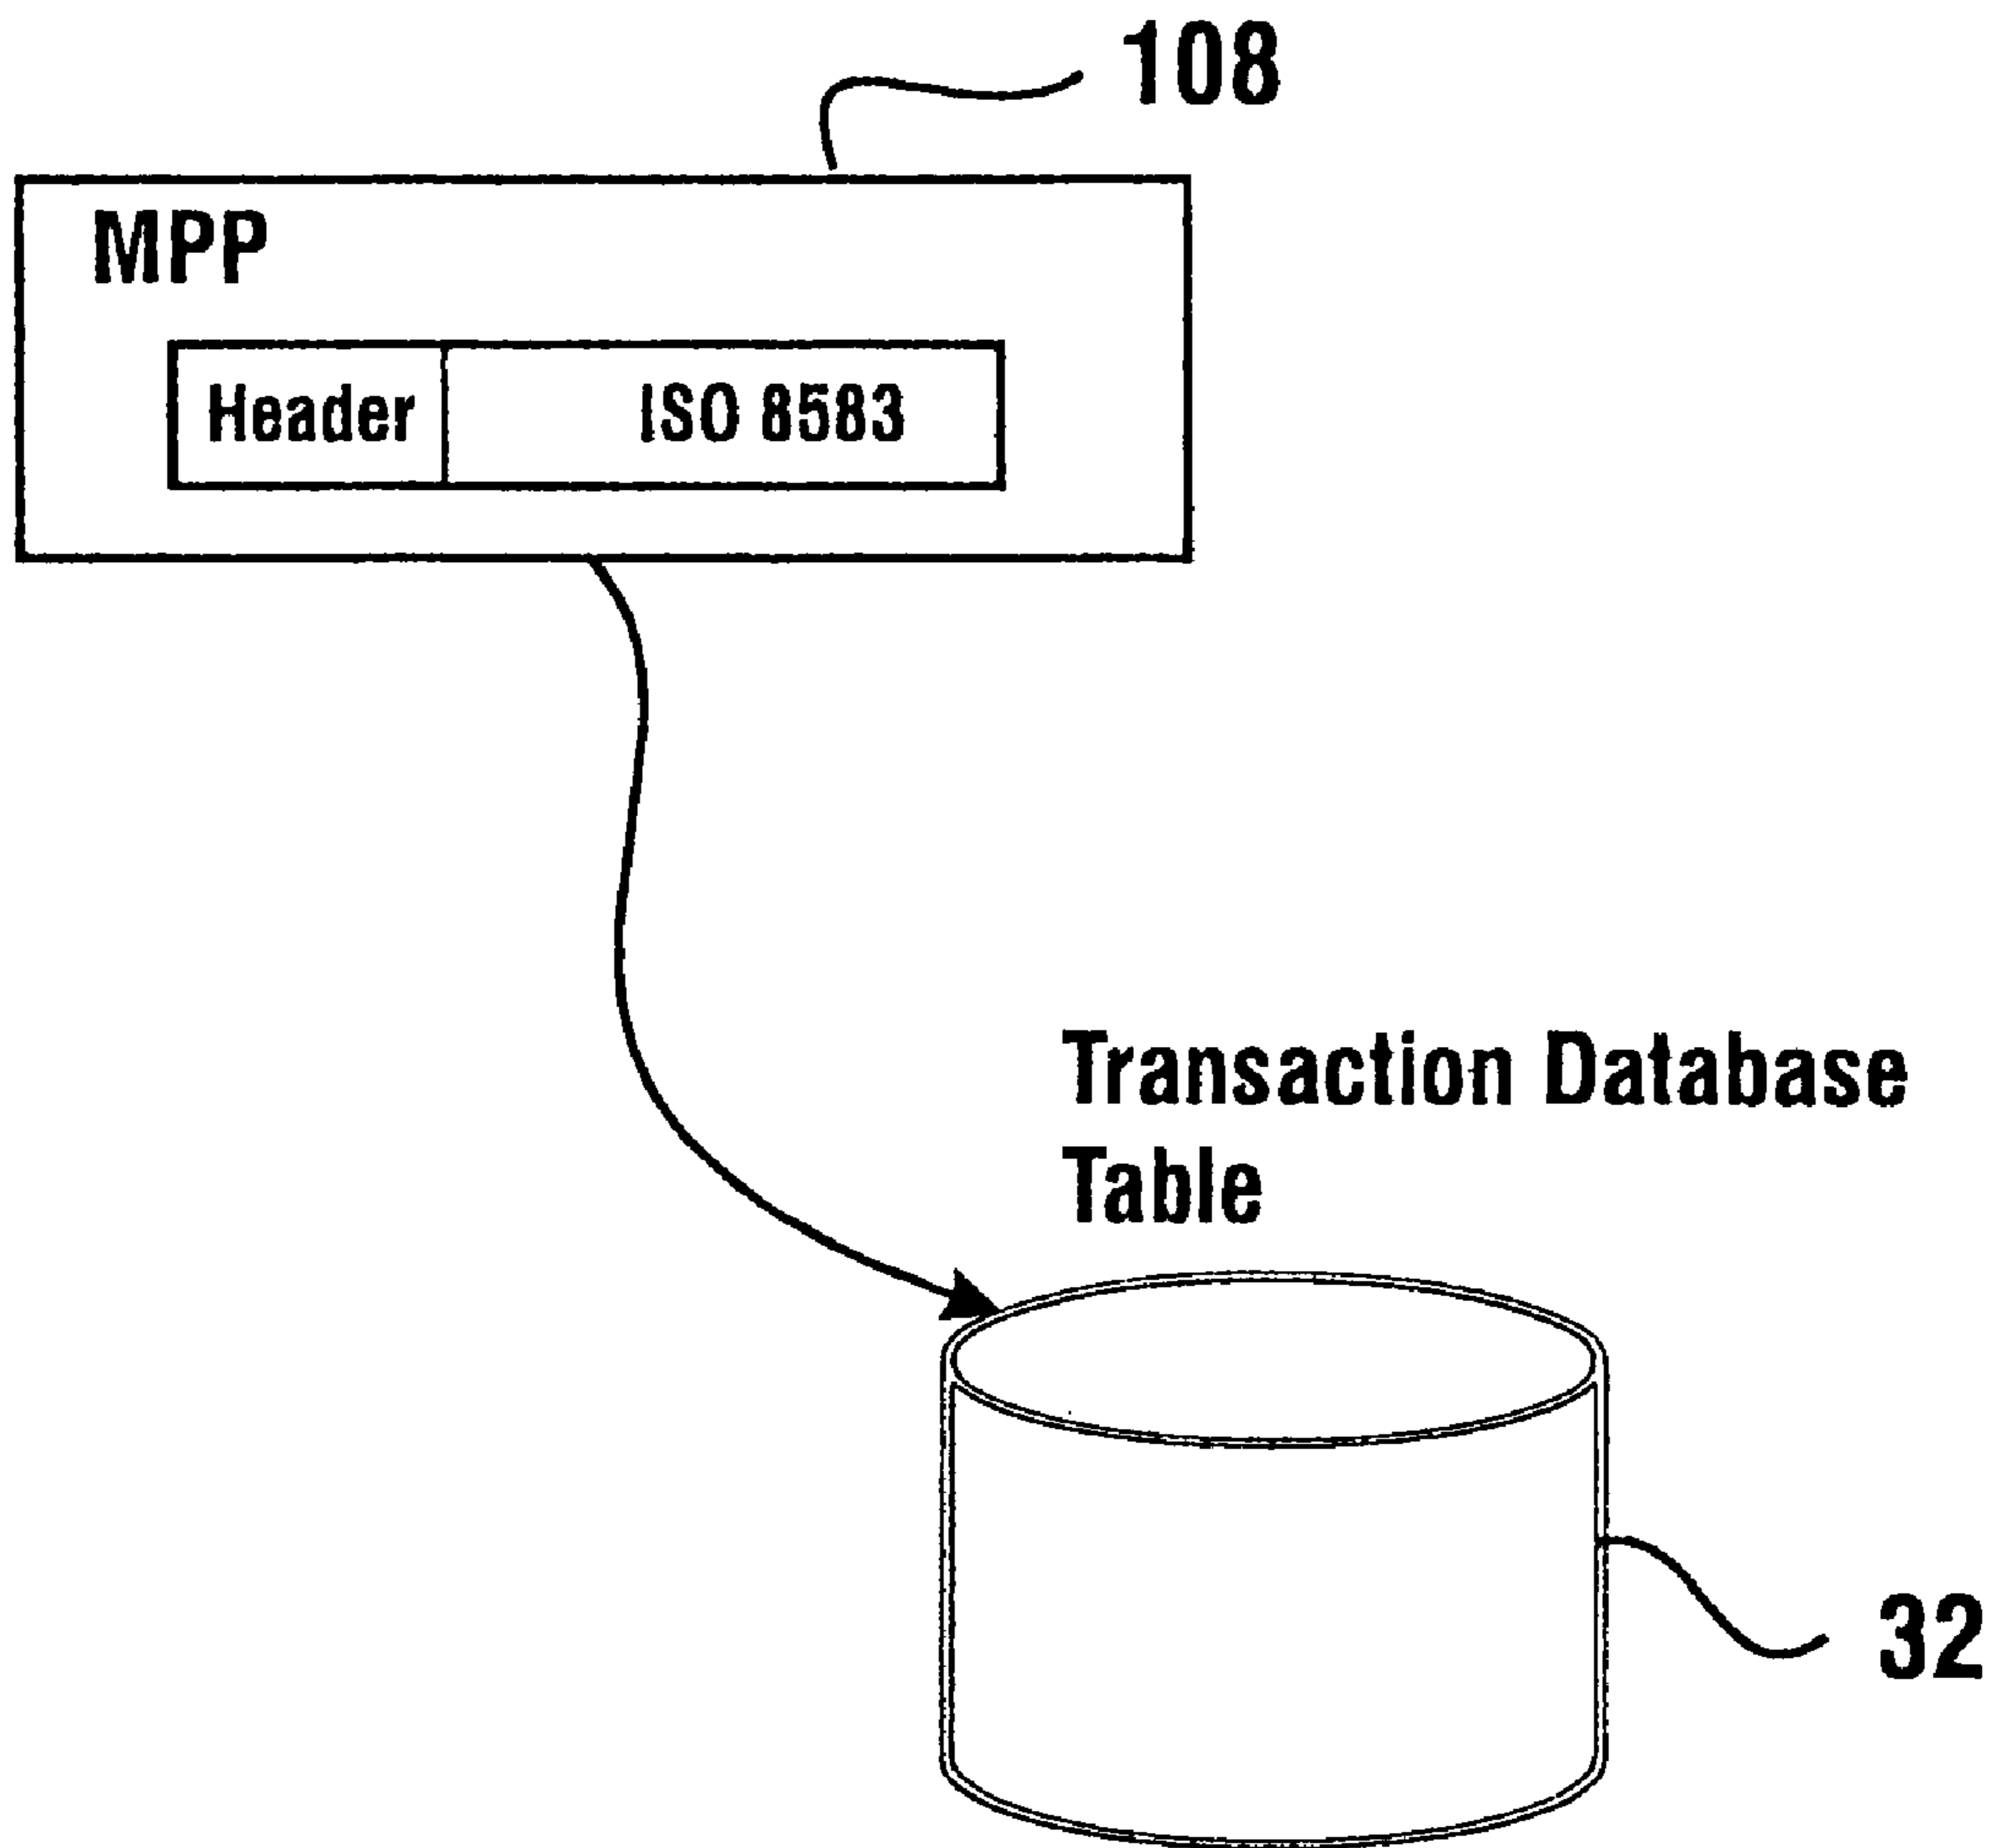 108
MPP
Header ISO 8583
Transaction Database
Table
32